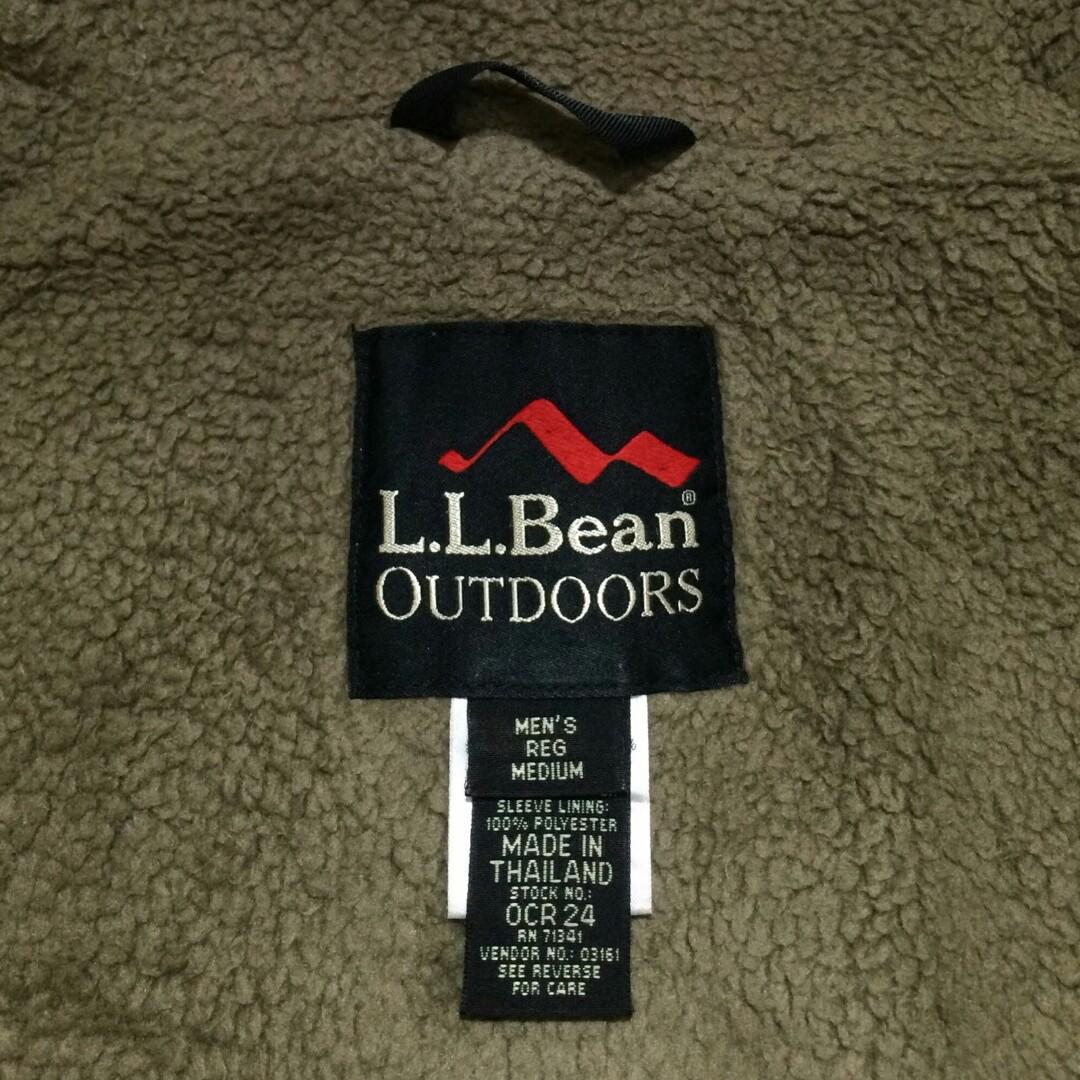 L.L.Bean®
OUTDOORS
MEN'S
REG
MEDIUM
SLEEVE LINING:
100% POLYESTER
MADE IN
THAILAND
STOCK NO.:
OCR 24
RN 71341
VENDOR NO.: 03161
SEE REVERSE
FOR CARE